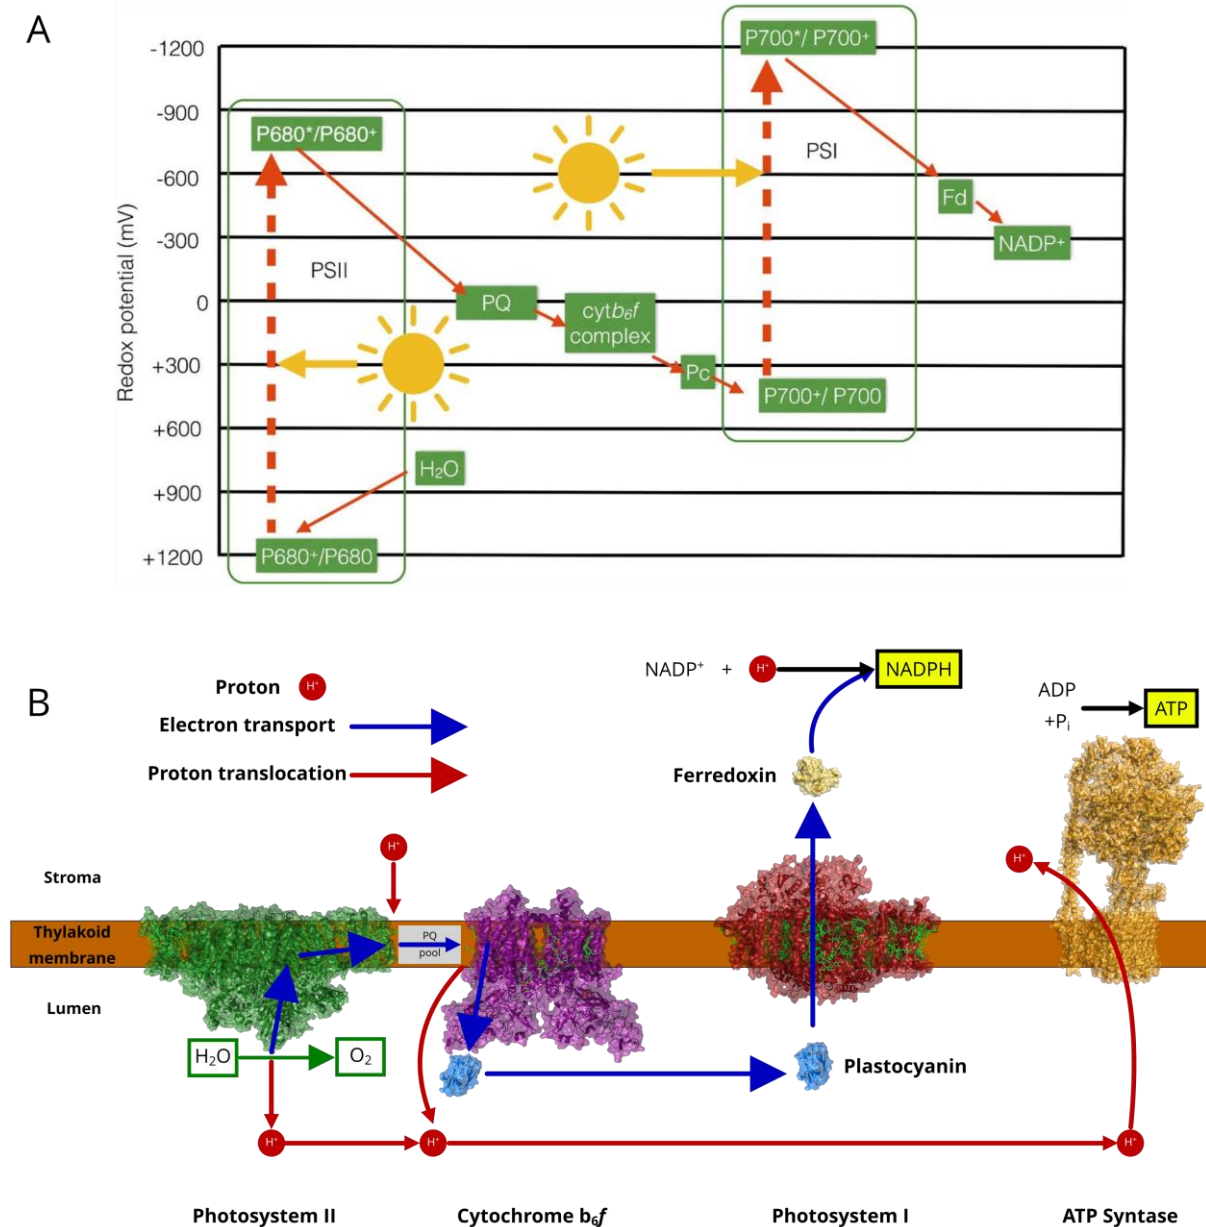 A
Redox potential (mV)
-1200
-900
-600
-300
0
+300
+600
+900
+1200
P680*/P680⁺
PSII
P680⁺/P680
H₂O
PQ
cytb₆f
complex
Pc
P700*/ P700⁺
PSI
P700⁺/ P700
Fd
NADP⁺
B
Proton H⁺
Electron transport
Proton translocation
NADP⁺ + H⁺ NADPH
ADP
+Pᵢ
ATP
Ferredoxin
H⁺
H⁺
Stroma
Thylakoid
membrane
PQ
pool
Lumen
H₂O O₂
Plastocyanin
H⁺ H⁺ H⁺
Photosystem II Cytochrome b₆f Photosystem I ATP Syntase